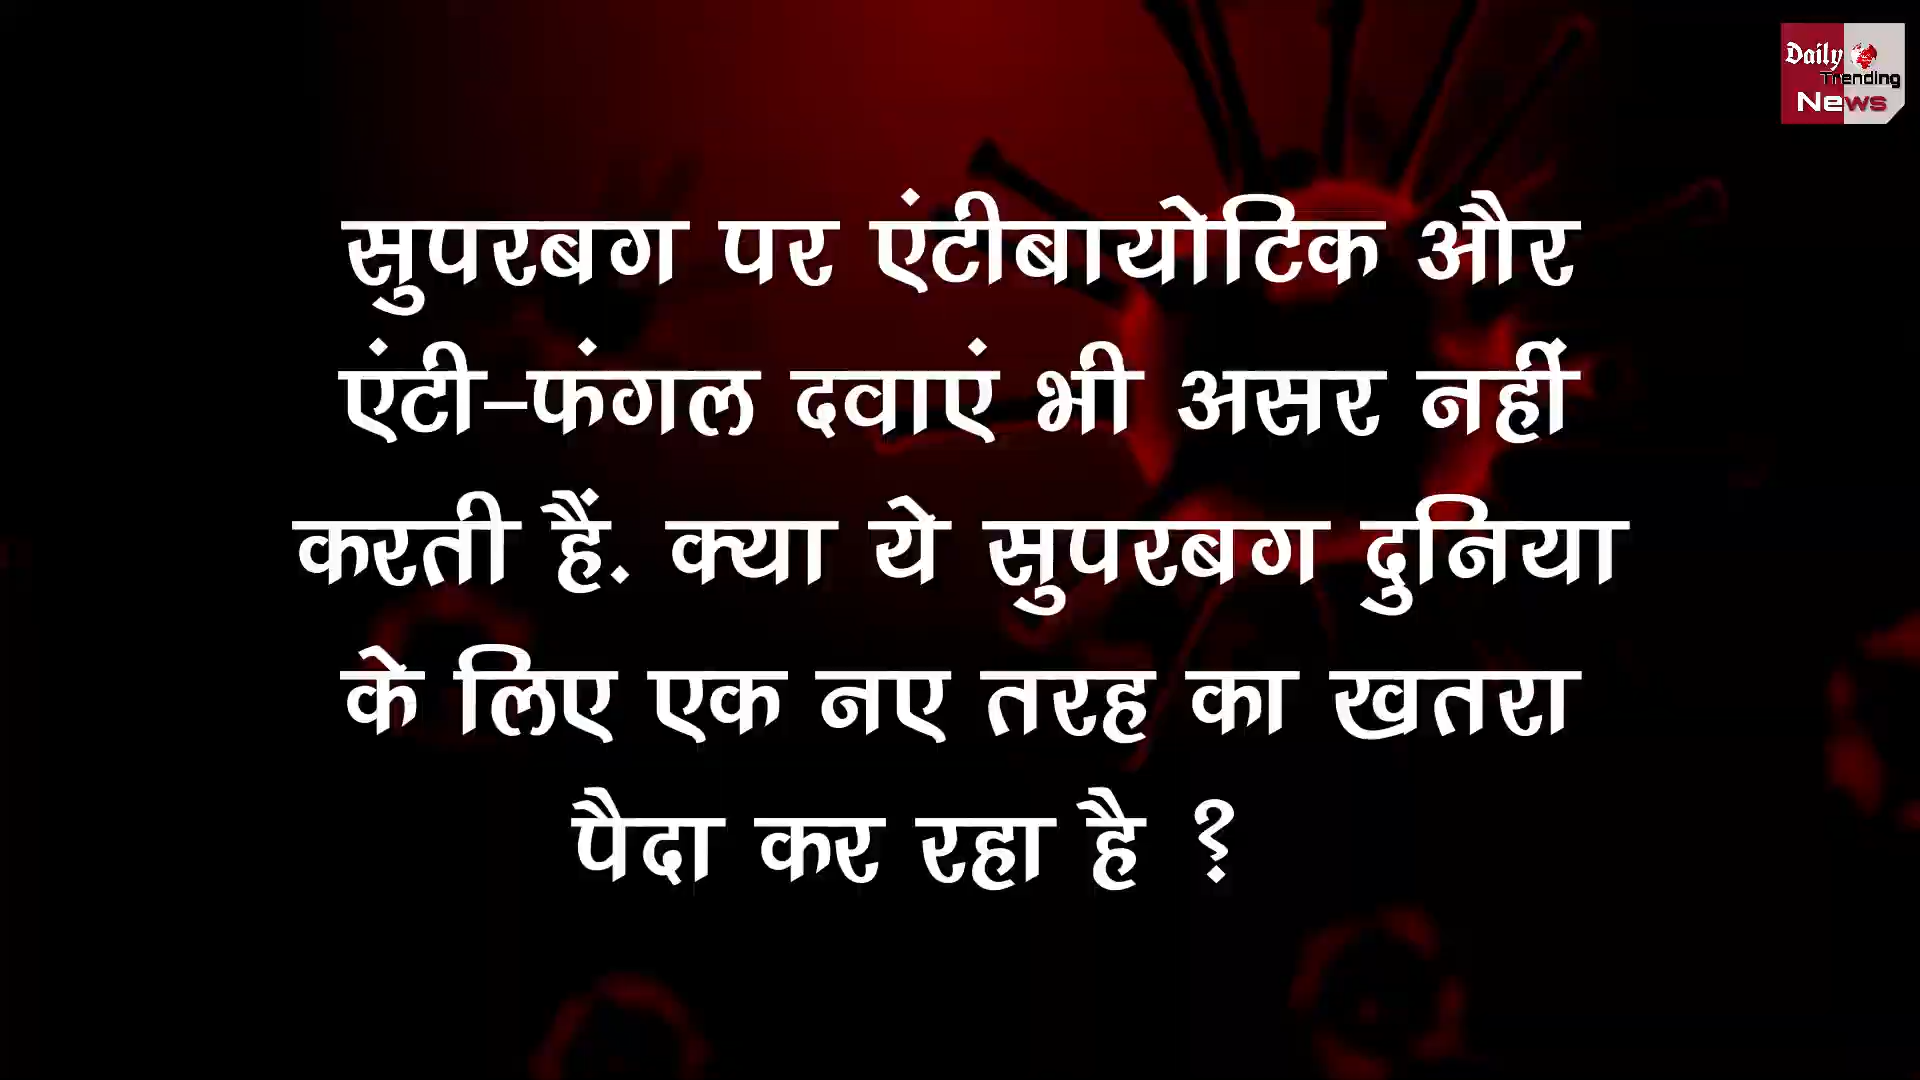 Daily
Trending
News
सुपरबग पर एंटीबायोटिक और
एंटी-फंगल दवाएं भी असर नहीं
करती हैं. क्या ये सुपरबग दुनिया
के लिए एक नए तरह का खतरा
पैदा कर रहा है ?